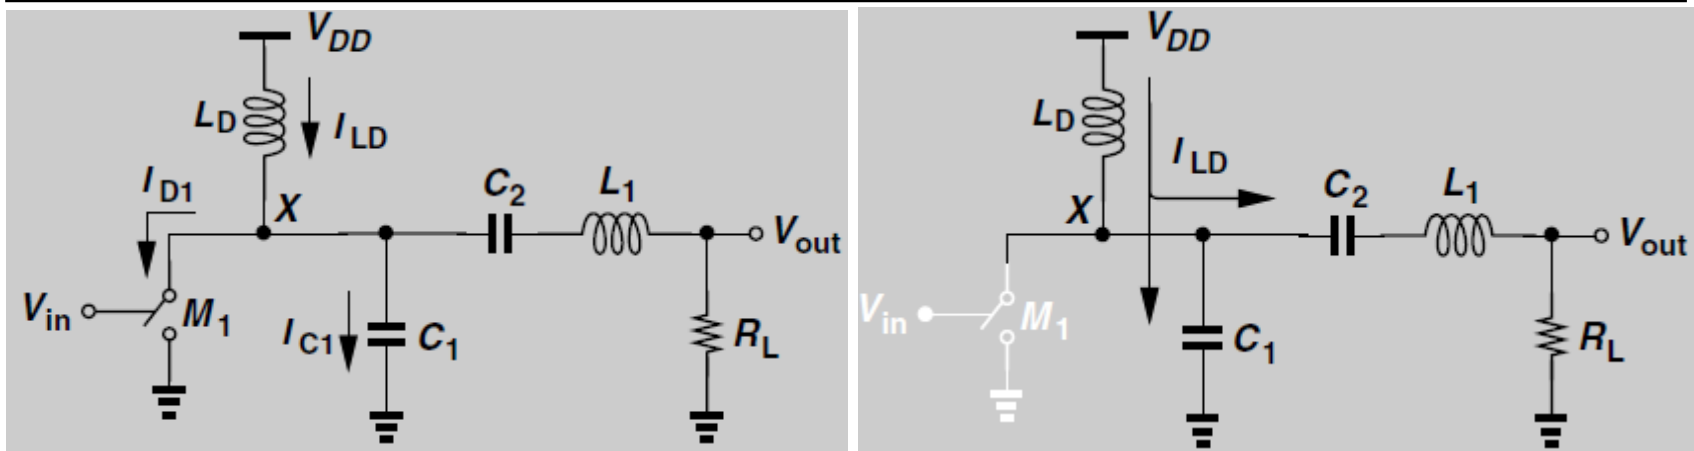 V_DD
L_D
I_LD
I_D1
X
C_2
L_1
V_out
V_in
M_1
I_C1
C_1
R_L
V_DD
L_D
I_LD
X
C_2
L_1
V_out
V_in
M_1
C_1
R_L